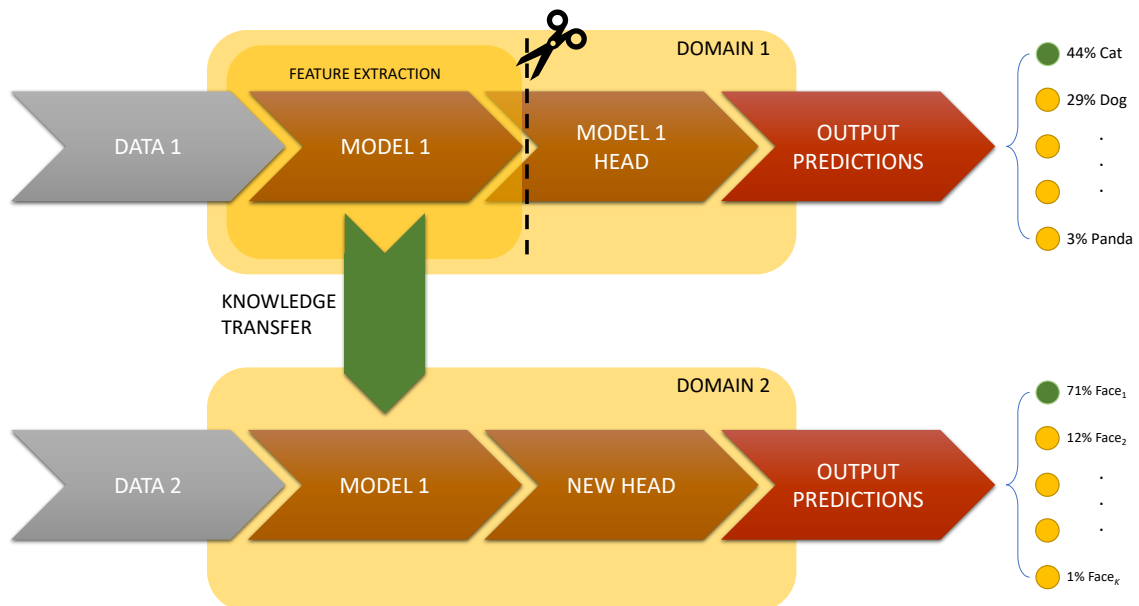 DOMAIN 1
FEATURE EXTRACTION
DATA 1
MODEL 1
MODEL 1
HEAD
OUTPUT
PREDICTIONS
44% Cat
29% Dog
.
.
.
3% Panda
KNOWLEDGE
TRANSFER
DOMAIN 2
DATA 2
MODEL 1
NEW HEAD
OUTPUT
PREDICTIONS
71% Face₁
12% Face₂
.
.
.
1% Face_K